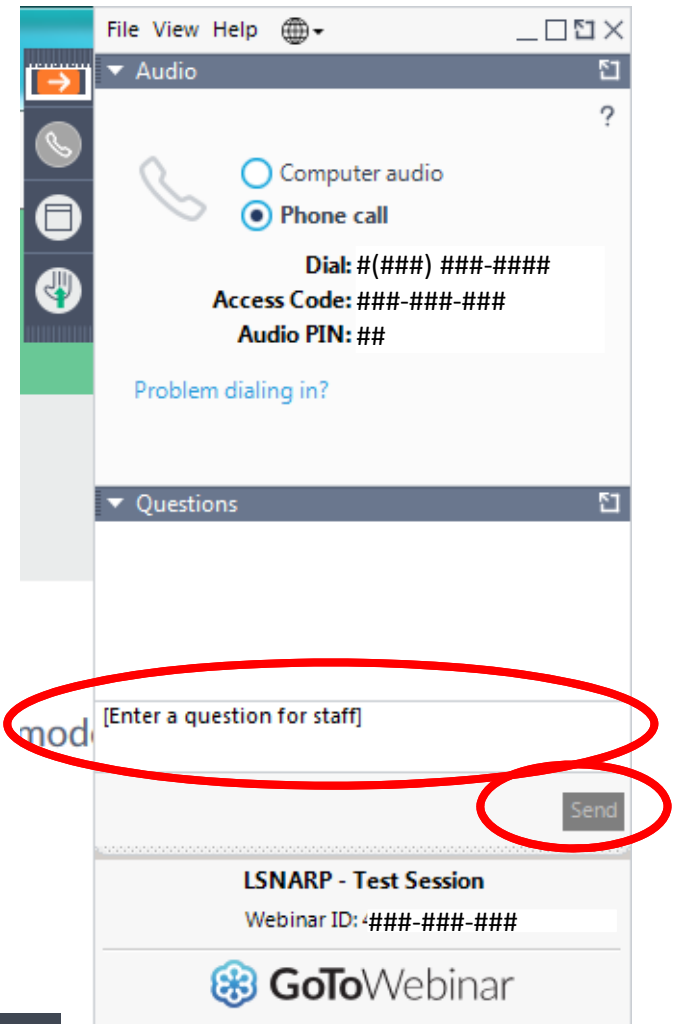 File View Help
Audio
?
Computer audio
Phone call
Dial: #(###) ###-####
Access Code: ###-###-###
Audio PIN: ##
Problem dialing in?
Questions
[Enter a question for staff]
Send
LSNARP - Test Session
Webinar ID: ###-###-###
GoToWebinar